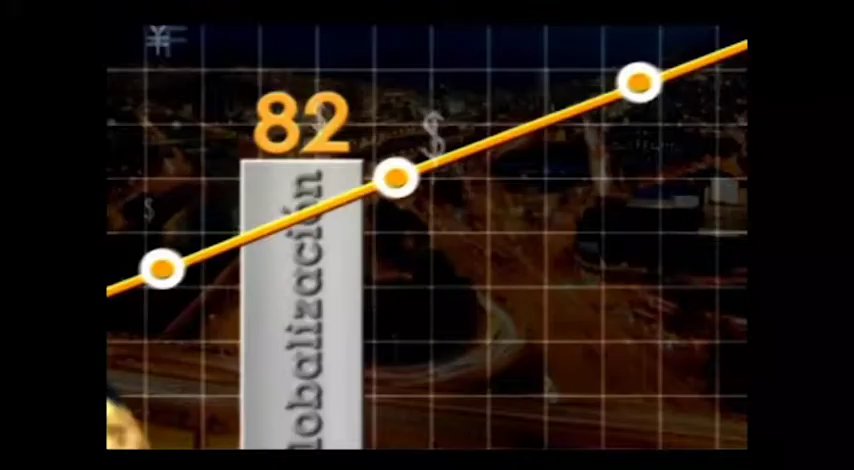 ¥
82
$
$
lobalización